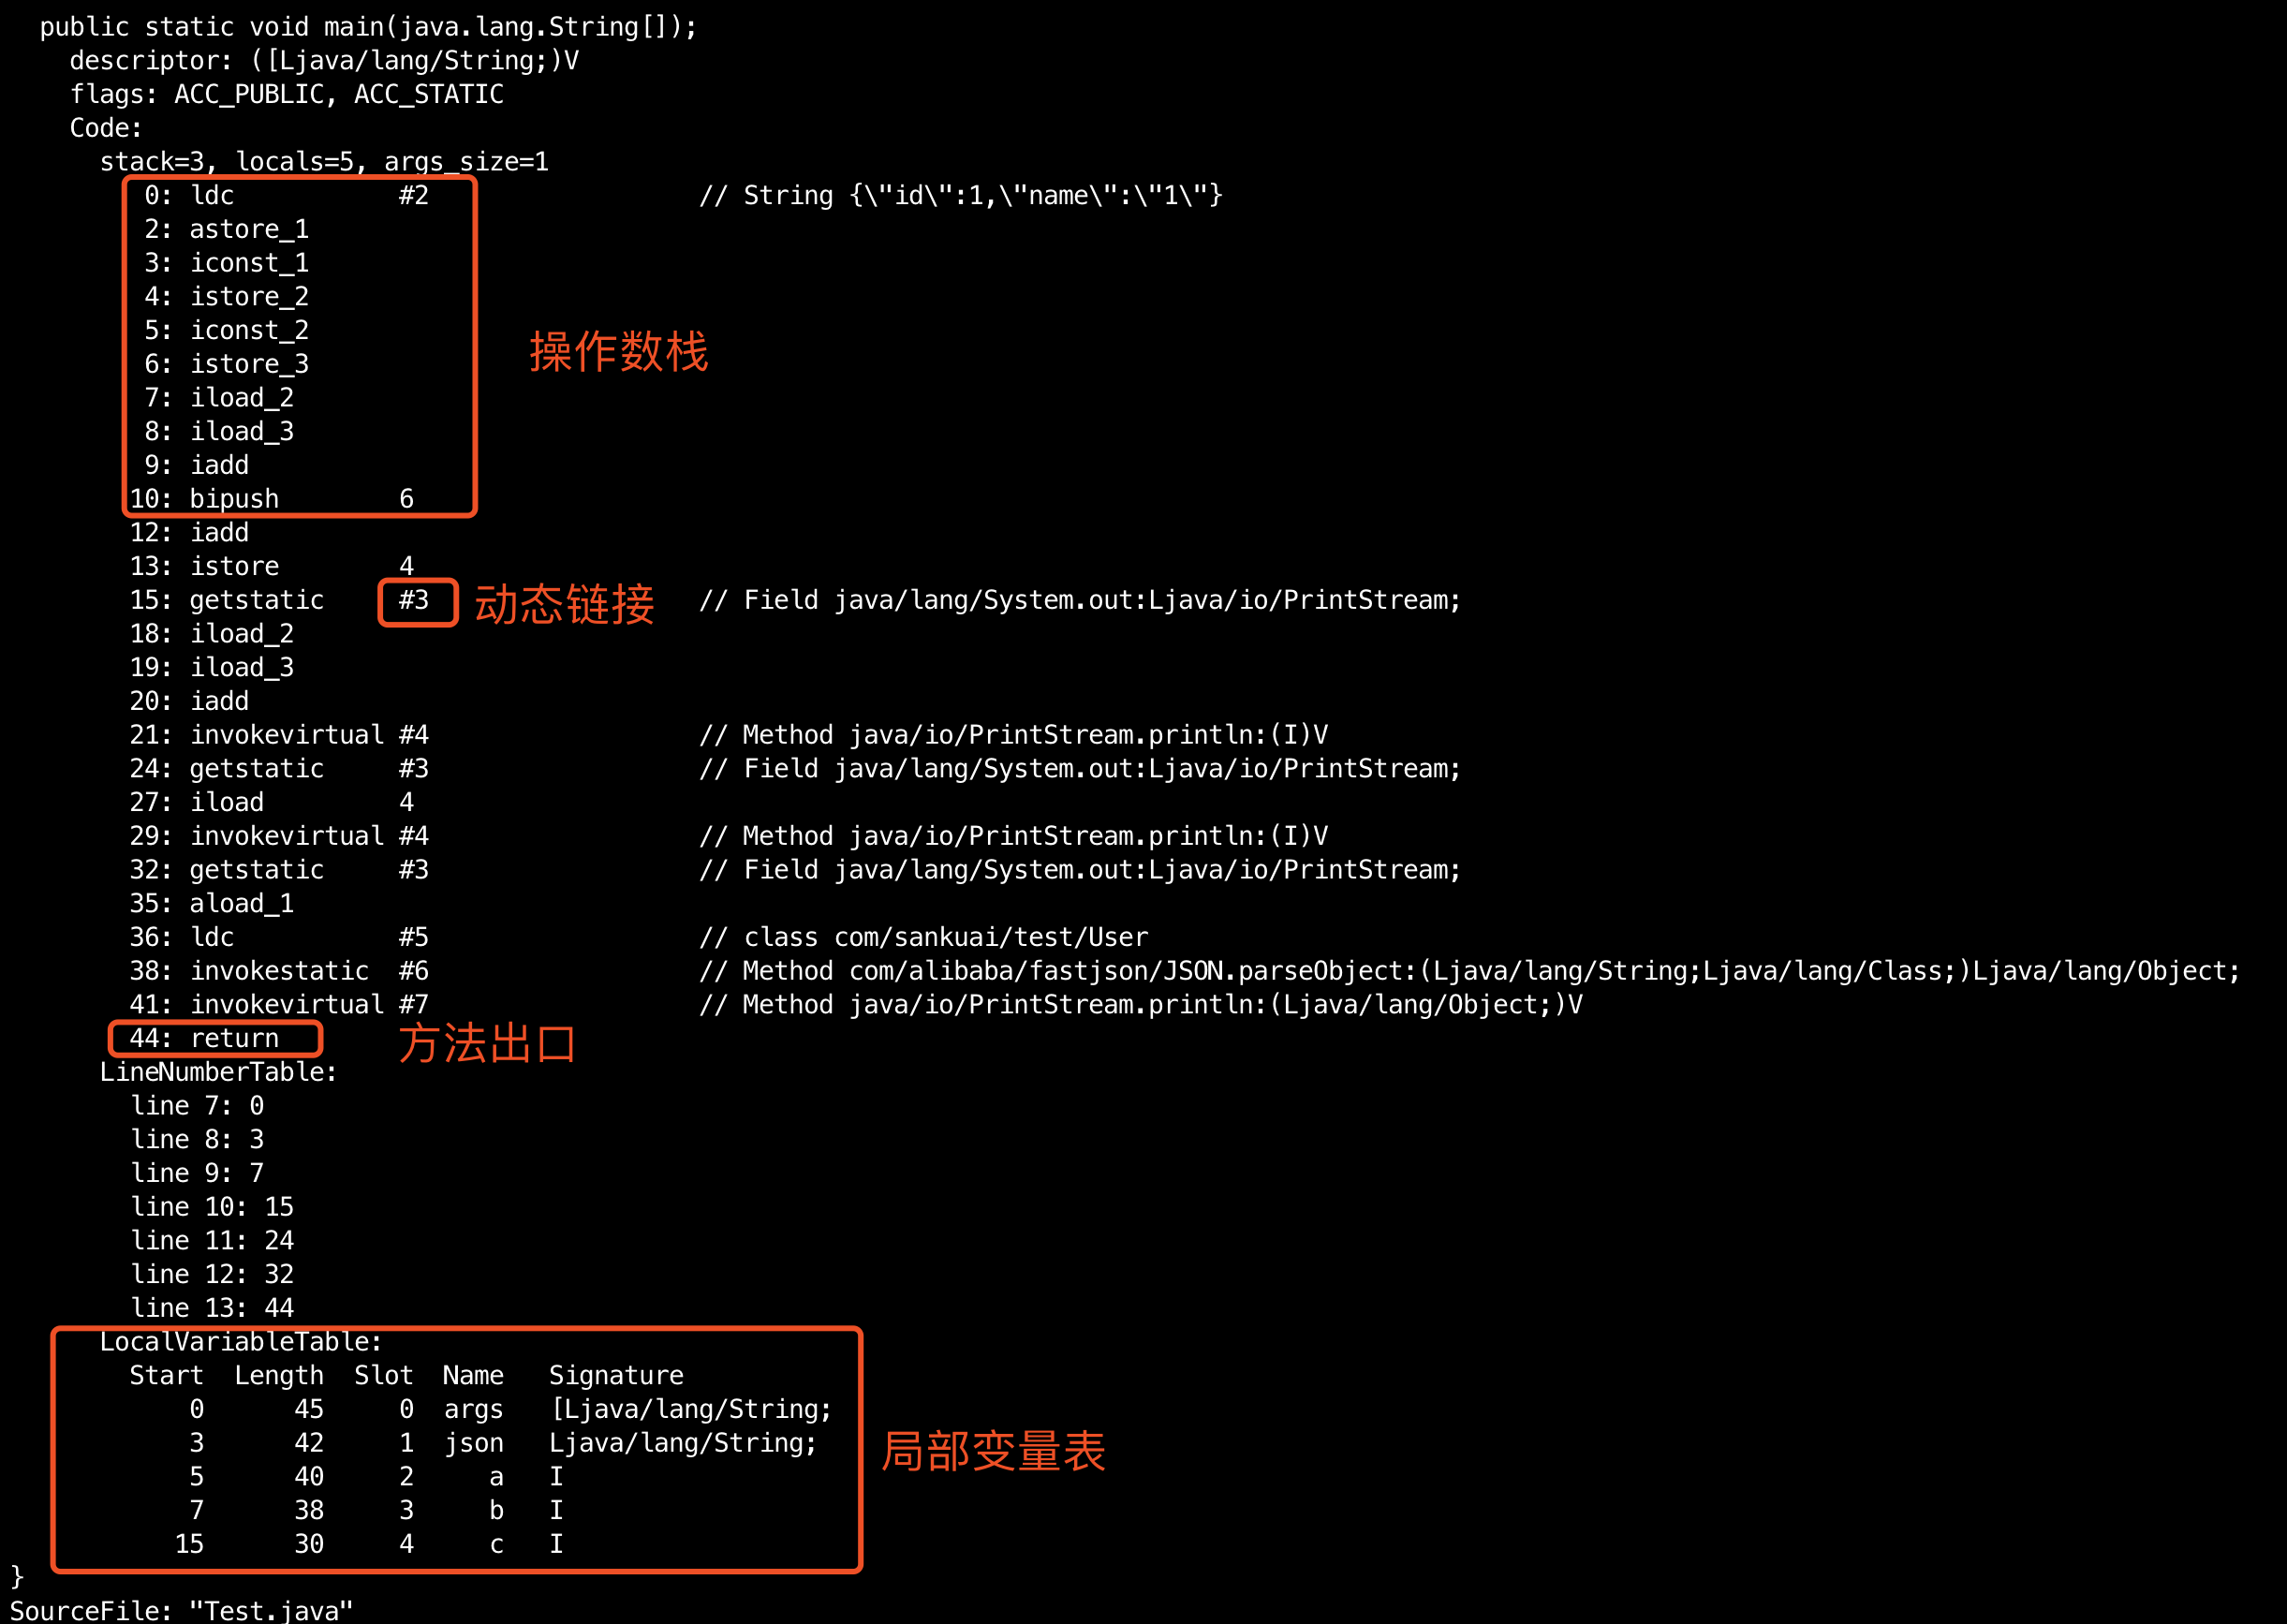 public static void main(java.lang.String[]);
descriptor: ([Ljava/lang/String;)V
flags: ACC_PUBLIC, ACC_STATIC
Code:
stack=3, locals=5, args_size=1
0: ldc #2 // String {\"id\":1,\"name\":\"1\"}
2: astore_1
3: iconst_1
4: istore_2
5: iconst_2
操作数栈
6: istore_3
7: iload_2
8: iload_3
9: iadd
10: bipush 6
12: iadd
13: istore 4
15: getstatic #3 动态链接 // Field java/lang/System.out:Ljava/io/PrintStream;
18: iload_2
19: iload_3
20: iadd
21: invokevirtual #4 // Method java/io/PrintStream.println:(I)V
24: getstatic #3 // Field java/lang/System.out:Ljava/io/PrintStream;
27: iload 4
29: invokevirtual #4 // Method java/io/PrintStream.println:(I)V
32: getstatic #3 // Field java/lang/System.out:Ljava/io/PrintStream;
35: aload_1
36: ldc #5 // class com/sankuai/test/User
38: invokestatic #6 // Method com/alibaba/fastjson/JSON.parseObject:(Ljava/lang/String;Ljava/lang/Class;)Ljava/lang/Object;
41: invokevirtual #7 // Method java/io/PrintStream.println:(Ljava/lang/Object;)V
44: return 方法出口
LineNumberTable:
line 7: 0
line 8: 3
line 9: 7
line 10: 15
line 11: 24
line 12: 32
line 13: 44
LocalVariableTable:
Start Length Slot Name Signature
0 45 0 args [Ljava/lang/String;
3 42 1 json Ljava/lang/String;
局部变量表
5 40 2 a I
7 38 3 b I
15 30 4 c I
}
SourceFile: "Test.java"